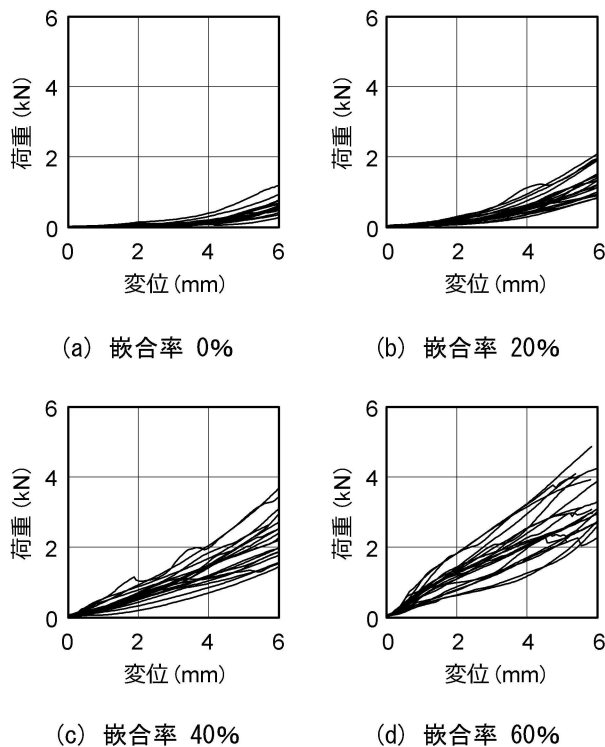 6
4
2
0
荷重 (kN)
0 2 4 6
変位 (mm)
(a) 嵌合率 0%
6
4
2
0
荷重 (kN)
0 2 4 6
変位 (mm)
(b) 嵌合率 20%
6
4
2
0
荷重 (kN)
0 2 4 6
変位 (mm)
(c) 嵌合率 40%
6
4
2
0
荷重 (kN)
0 2 4 6
変位 (mm)
(d) 嵌合率 60%